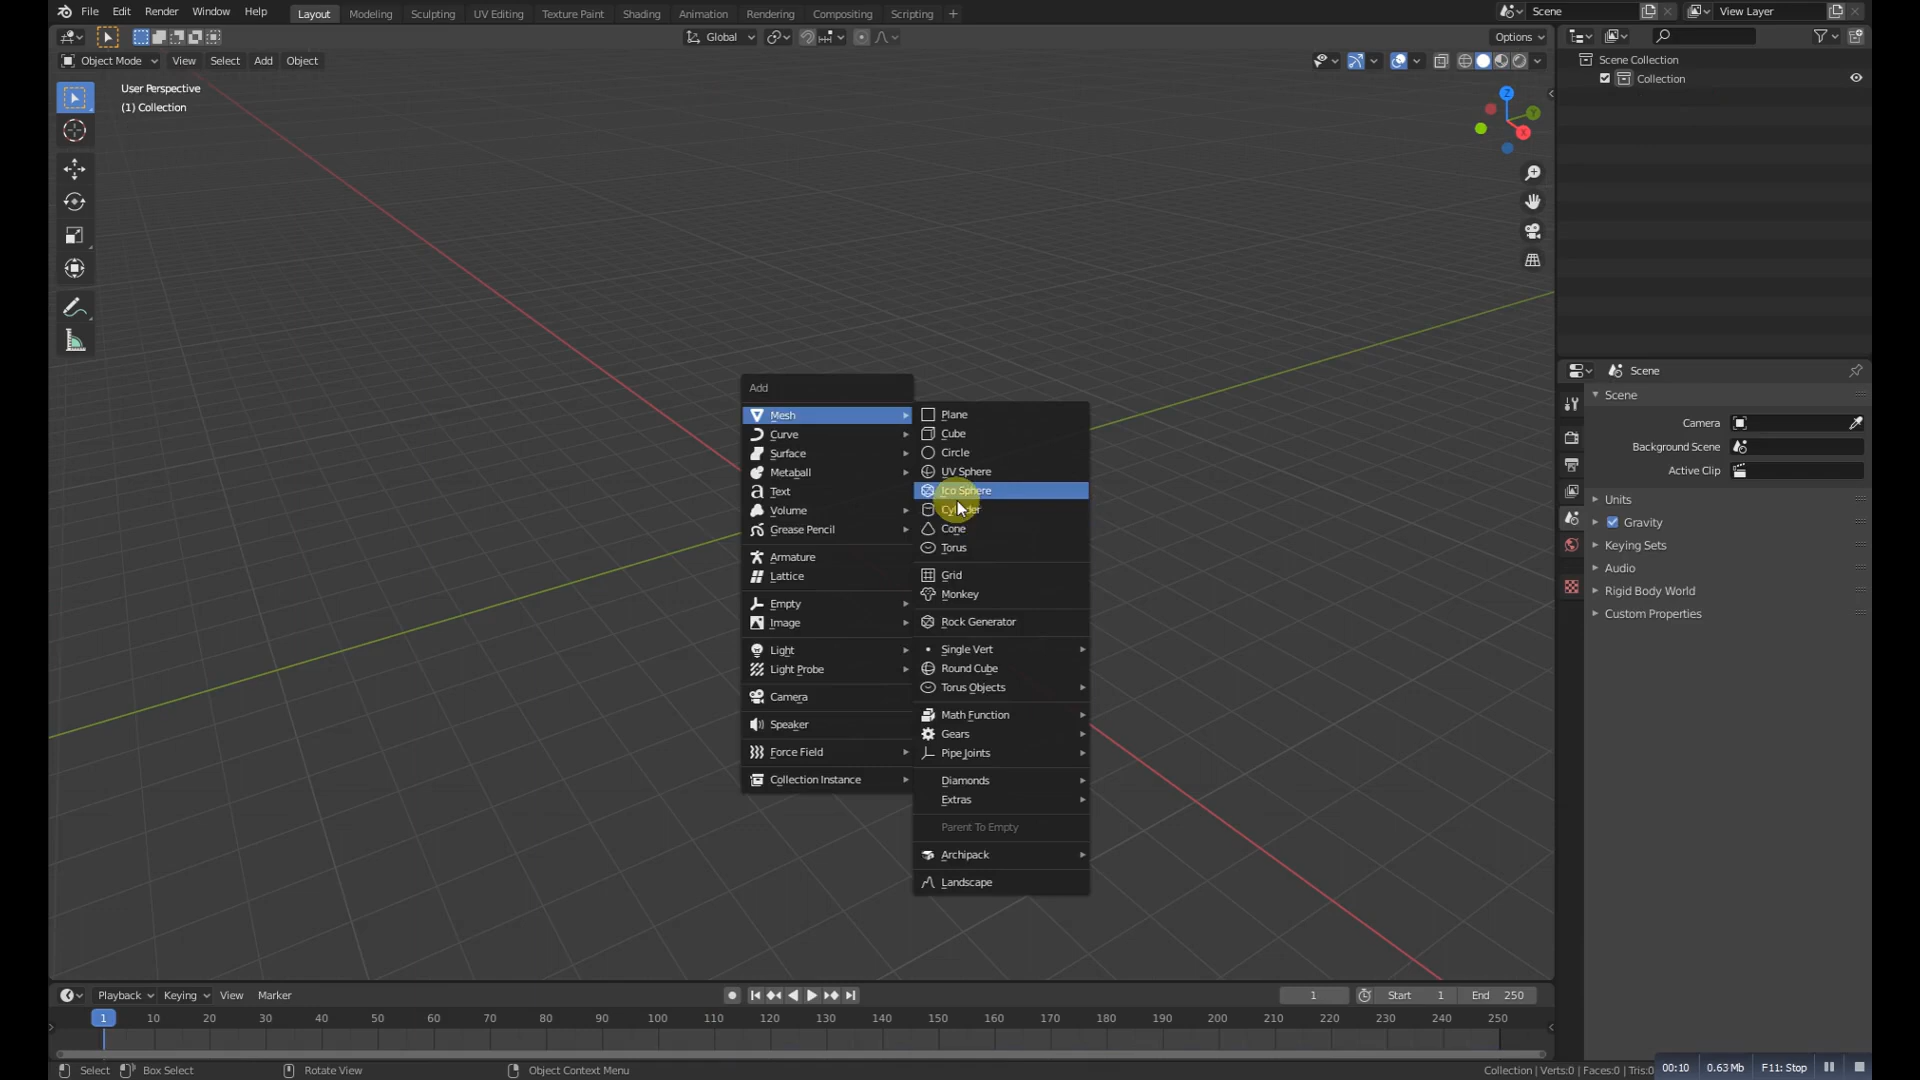 File Edit Render Window Help Layout Modeling Sculpting UV Editing Texture Paint Shading Animation Rendering Compositing Scripting + Scene View Layer
Global Options
Object Mode View Select Add Object
User Perspective
(1) Collection
Z
Y
X
Scene Collection
Collection
Add
Mesh
Curve
Surface
Metaball
Text
Volume
Grease Pencil
Armature
Lattice
Empty
Image
Light
Light Probe
Camera
Speaker
Force Field
Collection Instance
Plane
Cube
Circle
UV Sphere
Ico Sphere
Cylinder
Cone
Torus
Grid
Monkey
Rock Generator
Single Vert
Round Cube
Torus Objects
Math Function
Gears
Pipe Joints
Diamonds
Extras
Parent To Empty
Archipack
Landscape
Scene
Scene
Camera
Background Scene
Active Clip
Units
Gravity
Keying Sets
Audio
Rigid Body World
Custom Properties
Playback Keying View Marker 1 Start 1 End 250
1 10 20 30 40 50 60 70 80 90 100 110 120 130 140 150 160 170 180 190 200 210 220 230 240 250
Select Box Select Rotate View Object Context Menu Collection | Verts:0 | Faces:0 | Tris:0 00:10 0.63 Mb F11: Stop